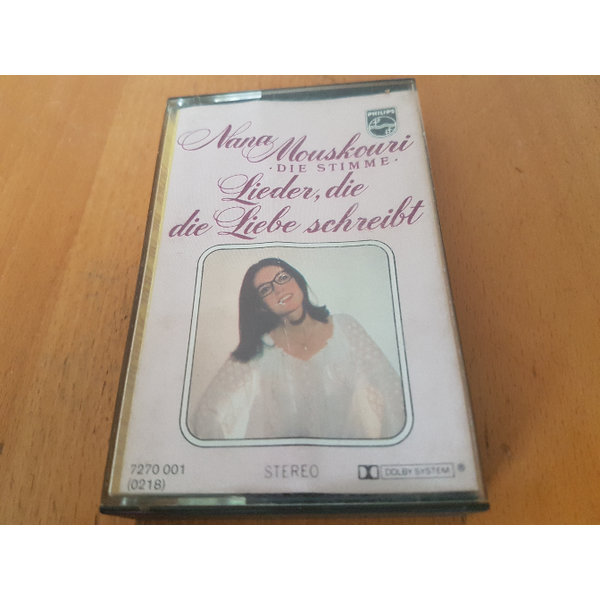 PHILIPS
Nana Mouskouri
· DIE STIMME ·
Lieder, die
die Liebe schreibt
7270 001
(0218)
STEREO
DOLBY SYSTEM ®